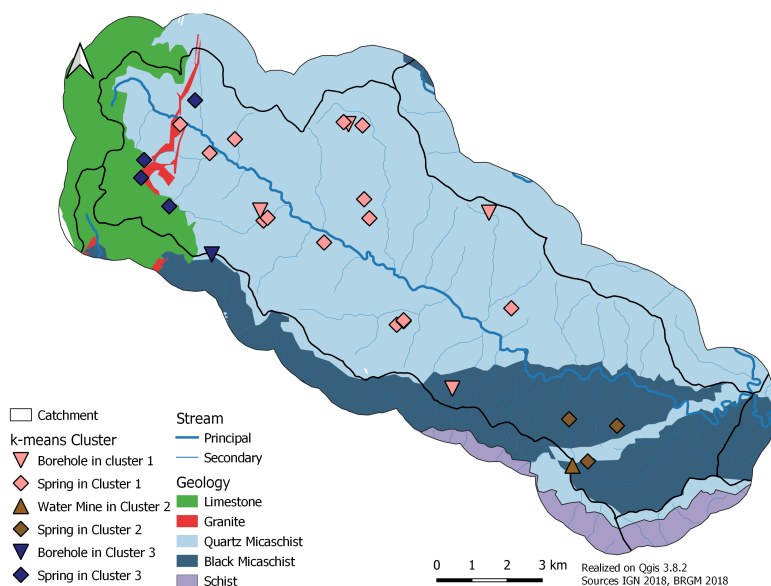 Catchment
k-means Cluster
Borehole in cluster 1
Spring in Cluster 1
Water Mine in Cluster 2
Spring in Cluster 2
Borehole in Cluster 3
Spring in Cluster 3
Stream
Principal
Secondary
Geology
Limestone
Granite
Quartz Micaschist
Black Micaschist
Schist
0 1 2 3 km
Realized on Qgis 3.8.2
Sources IGN 2018, BRGM 2018